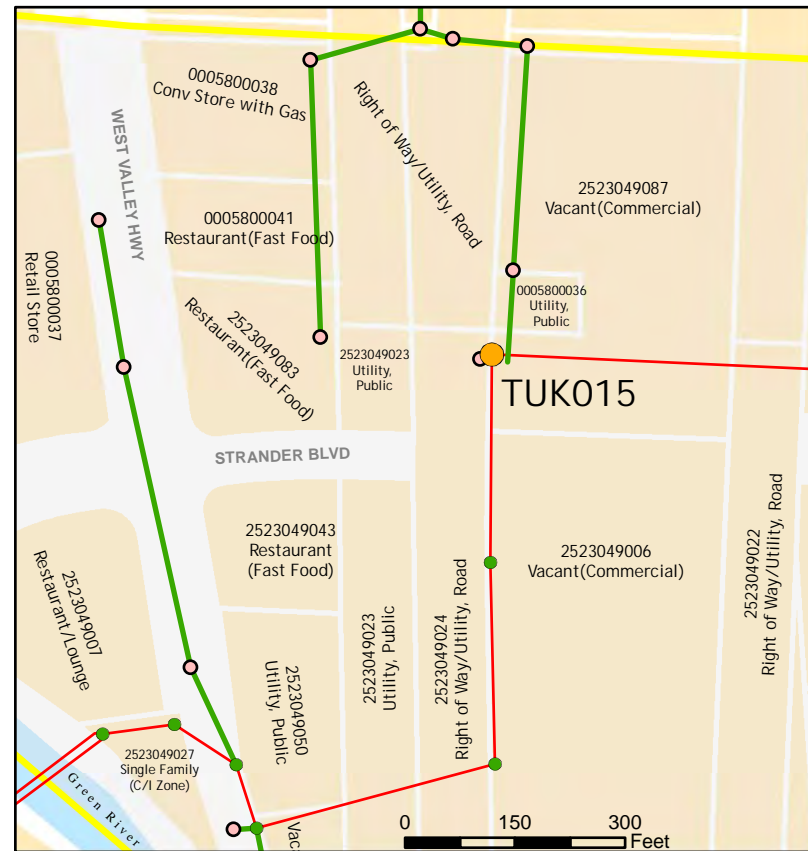 0005800038
Conv Store with Gas
WEST VALLEY HWY
Right of Way/Utility, Road
2523049087
Vacant(Commercial)
0005800041
Restaurant(Fast Food)
0005800037
Retail Store
2523049083
Restaurant(Fast Food)
0005800036
Utility,
Public
2523049023
Utility,
Public
TUK015
STRANDER BLVD
2523049043
Restaurant
(Fast Food)
2523049006
Vacant(Commercial)
2523049022
Right of Way/Utility, Road
2523049007
Restaurant/Lounge
2523049023
Utility, Public
2523049024
Right of Way/Utility, Road
2523049050
Utility, Public
2523049027
Single Family
(C/I Zone)
Green River
Vac
0 150 300
Feet